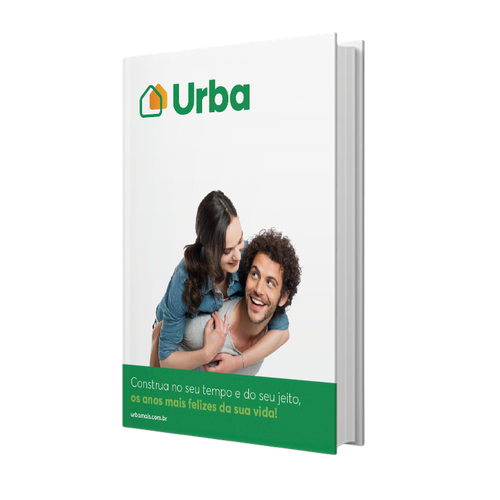 Urba
Construa no seu tempo e do seu jeito,
os anos mais felizes da sua vida!
urbamais.com.br